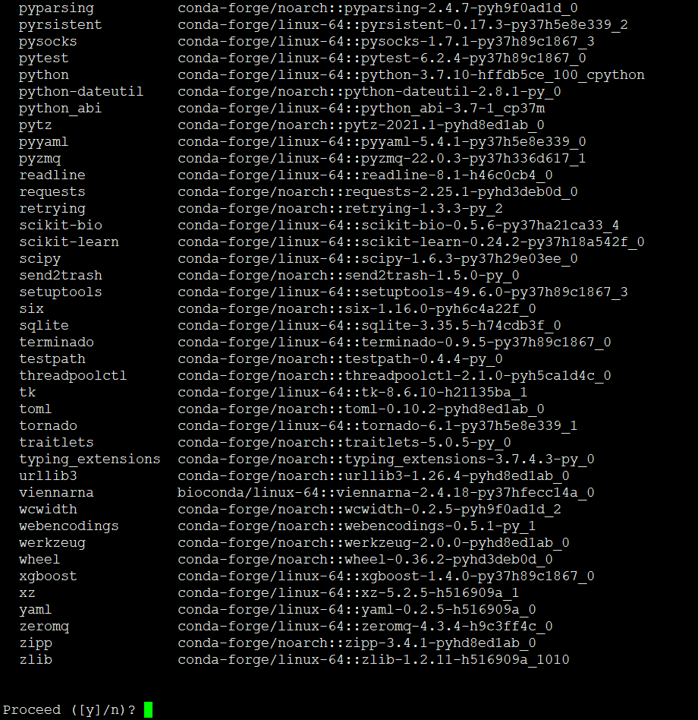 pyparsing conda-forge/noarch::pyparsing-2.4.7-pyh9f0ad1d_0
pyrsistent conda-forge/linux-64::pyrsistent-0.17.3-py37h5e8e339_2
pysocks conda-forge/linux-64::pysocks-1.7.1-py37h89c1867_3
pytest conda-forge/linux-64::pytest-6.2.4-py37h89c1867_0
python conda-forge/linux-64::python-3.7.10-hffdb5ce_100_cpython
python-dateutil conda-forge/noarch::python-dateutil-2.8.1-py_0
python_abi conda-forge/linux-64::python_abi-3.7-1_cp37m
pytz conda-forge/noarch::pytz-2021.1-pyhd8ed1ab_0
pyyaml conda-forge/linux-64::pyyaml-5.4.1-py37h5e8e339_0
pyzmq conda-forge/linux-64::pyzmq-22.0.3-py37h336d617_1
readline conda-forge/linux-64::readline-8.1-h46c0cb4_0
requests conda-forge/noarch::requests-2.25.1-pyhd3deb0d_0
retrying conda-forge/noarch::retrying-1.3.3-py_2
scikit-bio conda-forge/linux-64::scikit-bio-0.5.6-py37ha21ca33_4
scikit-learn conda-forge/linux-64::scikit-learn-0.24.2-py37h18a542f_0
scipy conda-forge/linux-64::scipy-1.6.3-py37h29e03ee_0
send2trash conda-forge/noarch::send2trash-1.5.0-py_0
setuptools conda-forge/linux-64::setuptools-49.6.0-py37h89c1867_3
six conda-forge/noarch::six-1.16.0-pyh6c4a22f_0
sqlite conda-forge/linux-64::sqlite-3.35.5-h74cdb3f_0
terminado conda-forge/linux-64::terminado-0.9.5-py37h89c1867_0
testpath conda-forge/noarch::testpath-0.4.4-py_0
threadpoolctl conda-forge/noarch::threadpoolctl-2.1.0-pyh5ca1d4c_0
tk conda-forge/linux-64::tk-8.6.10-h21135ba_1
toml conda-forge/noarch::toml-0.10.2-pyhd8ed1ab_0
tornado conda-forge/linux-64::tornado-6.1-py37h5e8e339_1
traitlets conda-forge/noarch::traitlets-5.0.5-py_0
typing_extensions conda-forge/noarch::typing_extensions-3.7.4.3-py_0
urllib3 conda-forge/noarch::urllib3-1.26.4-pyhd8ed1ab_0
viennarna bioconda/linux-64::viennarna-2.4.18-py37hfecc14a_0
wcwidth conda-forge/noarch::wcwidth-0.2.5-pyh9f0ad1d_2
webencodings conda-forge/noarch::webencodings-0.5.1-py_1
werkzeug conda-forge/noarch::werkzeug-2.0.0-pyhd8ed1ab_0
wheel conda-forge/noarch::wheel-0.36.2-pyhd3deb0d_0
xgboost conda-forge/linux-64::xgboost-1.4.0-py37h89c1867_0
xz conda-forge/linux-64::xz-5.2.5-h516909a_1
yaml conda-forge/linux-64::yaml-0.2.5-h516909a_0
zeromq conda-forge/linux-64::zeromq-4.3.4-h9c3ff4c_0
zipp conda-forge/noarch::zipp-3.4.1-pyhd8ed1ab_0
zlib conda-forge/linux-64::zlib-1.2.11-h516909a_1010
Proceed ([y]/n)?